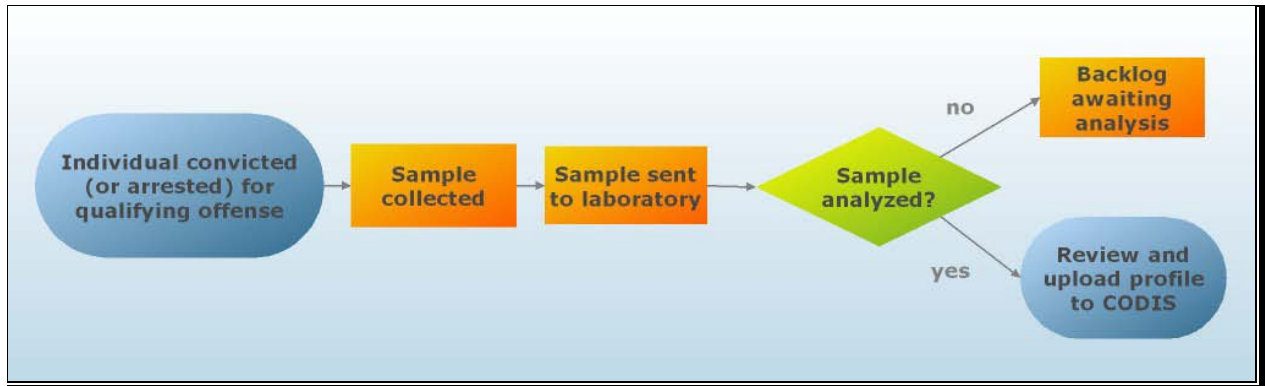 Individual convicted
(or arrested) for
qualifying offense
Sample
collected
Sample sent
to laboratory
Sample
analyzed?
no
Backlog
awaiting
analysis
yes
Review and
upload profile
to CODIS